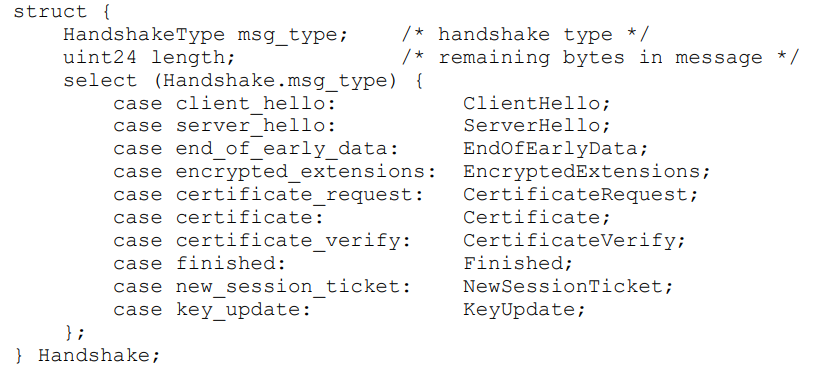 struct {
    HandshakeType msg_type;    /* handshake type */
    uint24 length;             /* remaining bytes in message */
    select (Handshake.msg_type) {
        case client_hello:          ClientHello;
        case server_hello:          ServerHello;
        case end_of_early_data:     EndOfEarlyData;
        case encrypted_extensions:  EncryptedExtensions;
        case certificate_request:   CertificateRequest;
        case certificate:           Certificate;
        case certificate_verify:    CertificateVerify;
        case finished:              Finished;
        case new_session_ticket:    NewSessionTicket;
        case key_update:            KeyUpdate;
    };
} Handshake;